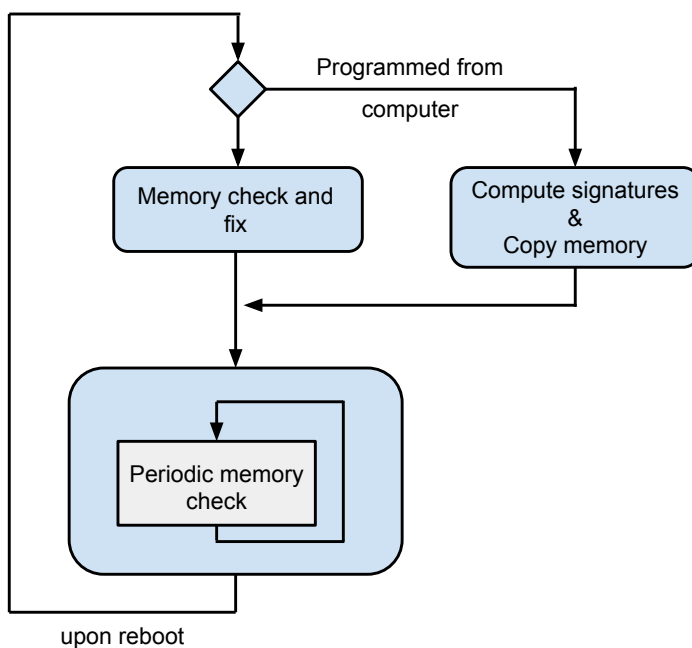 Programmed from
computer
Memory check and
fix
Compute signatures
&
Copy memory
Periodic memory
check
upon reboot